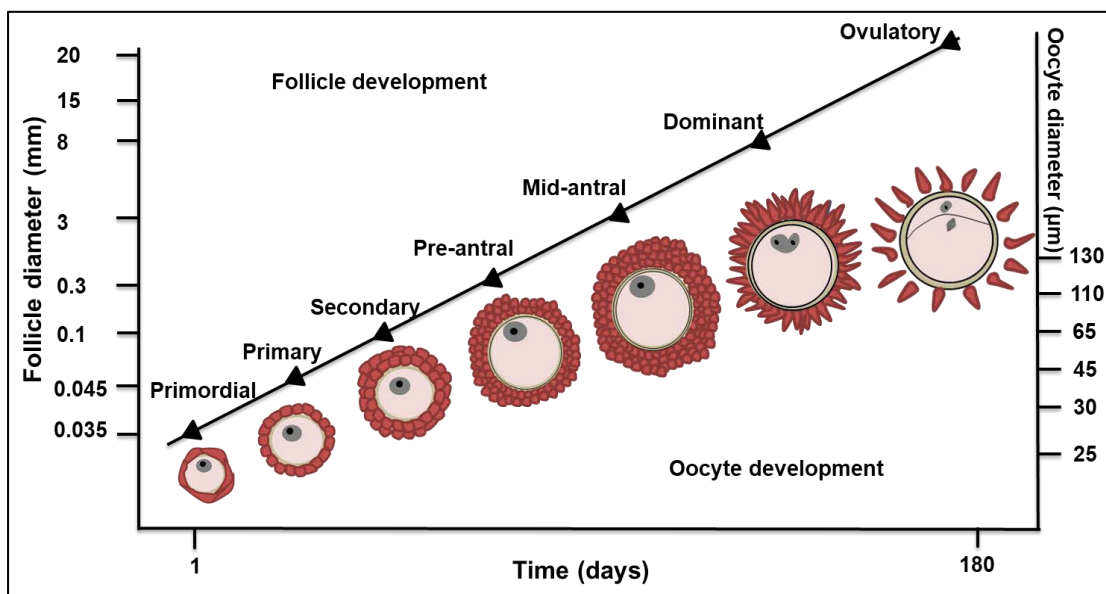 Ovulatory
Follicle development
Dominant
Mid-antral
Pre-antral
Secondary
Primary
Primordial
Follicle diameter (mm)
20
15
8
3
0.3
0.1
0.045
0.035
Oocyte diameter (μm)
130
110
65
45
30
25
Oocyte development
1
Time (days)
180